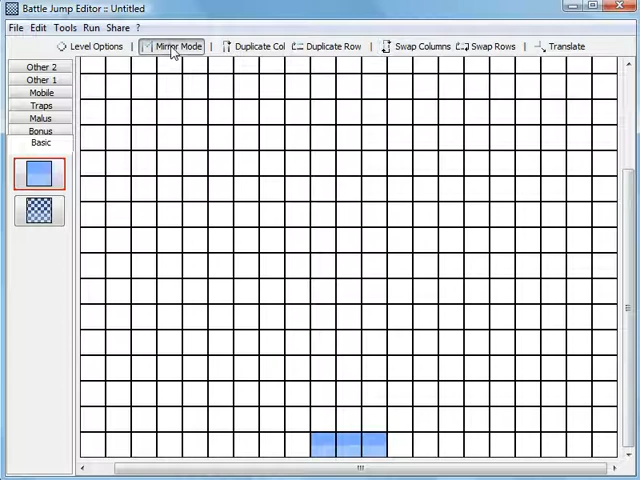 Battle Jump Editor :: Untitled
File Edit Tools Run Share ?
Level Options | Mirror Mode | Duplicate Col Duplicate Row | Swap Columns Swap Rows | Translate
Other 2
Other 1
Mobile
Traps
Malus
Bonus
Basic